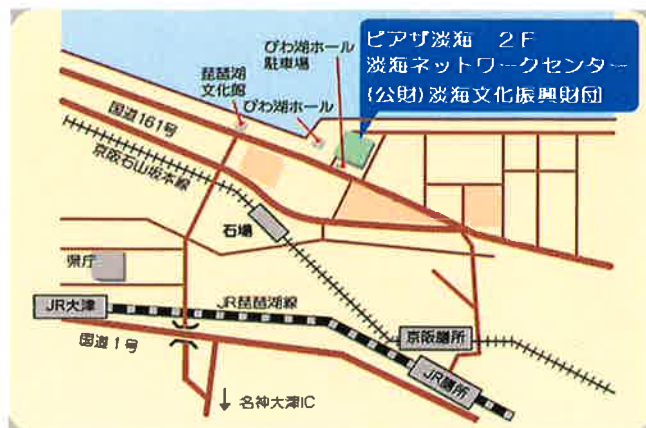 ピアザ淡海 2F
淡海ネットワークセンター
(公財)淡海文化振興財団
びわ湖ホール
駐車場
琵琶湖
文化館
びわ湖ホール
国道161号
京阪石山坂本線
石場
県庁
JR大津
JR琵琶湖線
国道1号
京阪膳所
JR膳所
↓ 名神大津IC